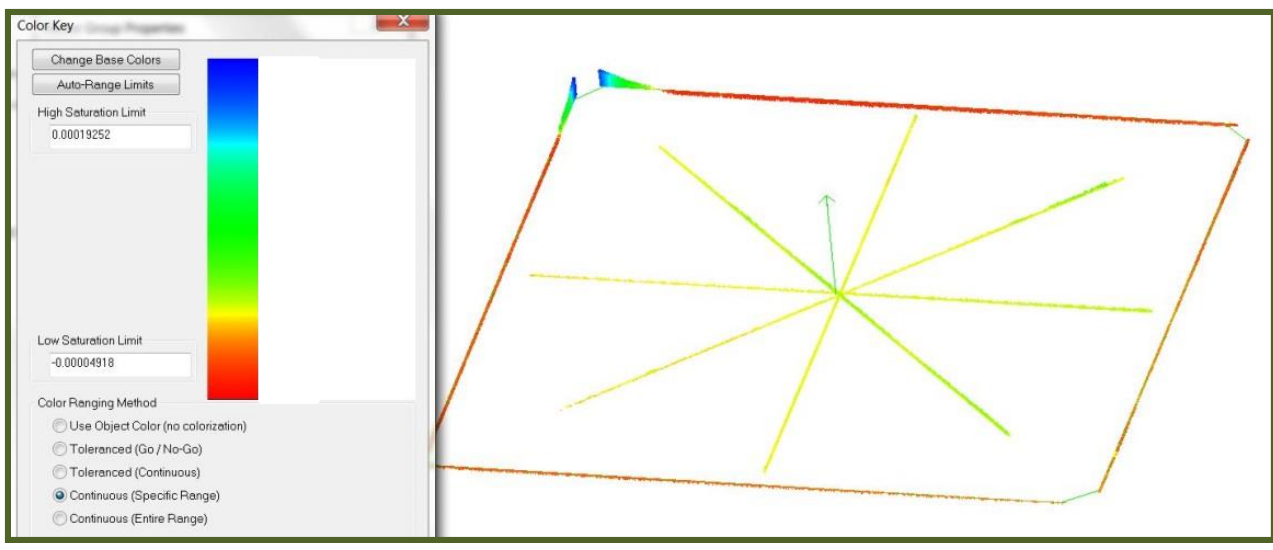 Color Key
Group Properties
X
Change Base Colors
Auto-Range Limits
High Saturation Limit
0.00019252
Low Saturation Limit
-0.00004918
Color Ranging Method
Use Object Color (no colorization)
Toleranced (Go / No-Go)
Toleranced (Continuous)
Continuous (Specific Range)
Continuous (Entire Range)